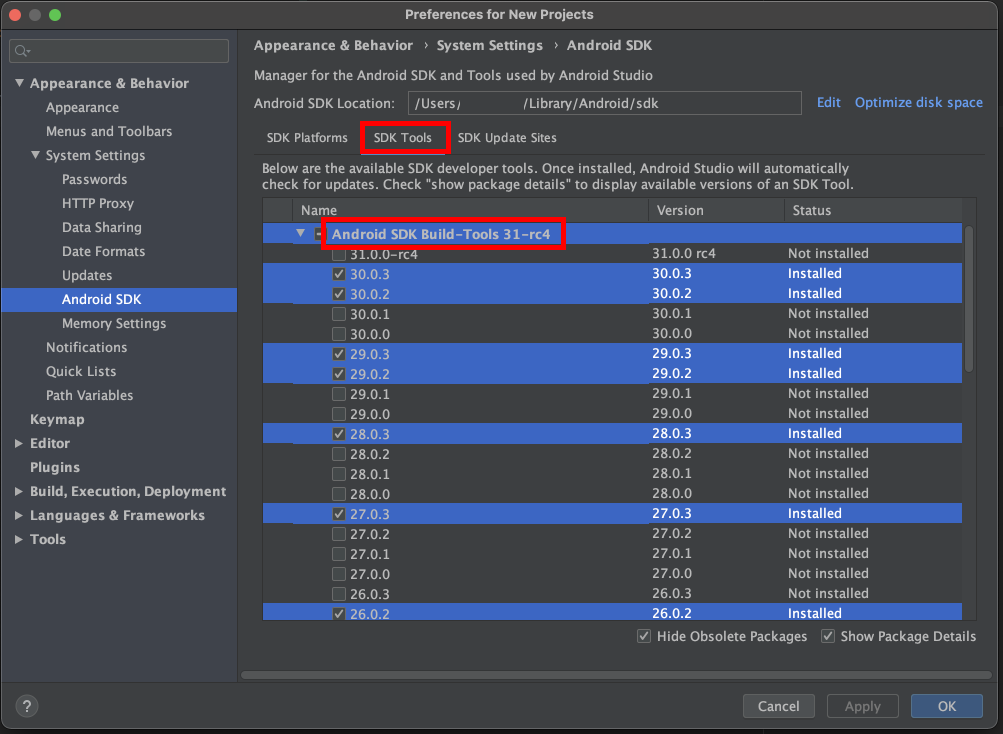 Preferences for New Projects
Appearance & Behavior › System Settings › Android SDK
Manager for the Android SDK and Tools used by Android Studio
Android SDK Location: /Users/ /Library/Android/sdk Edit Optimize disk space
SDK Platforms SDK Tools SDK Update Sites
Below are the available SDK developer tools. Once installed, Android Studio will automatically
check for updates. Check "show package details" to display available versions of an SDK Tool.
Appearance & Behavior
Appearance
Menus and Toolbars
System Settings
Passwords
HTTP Proxy
Data Sharing
Date Formats
Updates
Android SDK
Memory Settings
Notifications
Quick Lists
Path Variables
Keymap
Editor
Plugins
Build, Execution, Deployment
Languages & Frameworks
Tools
Name Version Status
Android SDK Build-Tools 31-rc4
31.0.0-rc4 31.0.0 rc4 Not installed
30.0.3 30.0.3 Installed
30.0.2 30.0.2 Installed
30.0.1 30.0.1 Not installed
30.0.0 30.0.0 Not installed
29.0.3 29.0.3 Installed
29.0.2 29.0.2 Installed
29.0.1 29.0.1 Not installed
29.0.0 29.0.0 Not installed
28.0.3 28.0.3 Installed
28.0.2 28.0.2 Not installed
28.0.1 28.0.1 Not installed
28.0.0 28.0.0 Not installed
27.0.3 27.0.3 Installed
27.0.2 27.0.2 Not installed
27.0.1 27.0.1 Not installed
27.0.0 27.0.0 Not installed
26.0.3 26.0.3 Not installed
26.0.2 26.0.2 Installed
Hide Obsolete Packages Show Package Details
? Cancel Apply OK